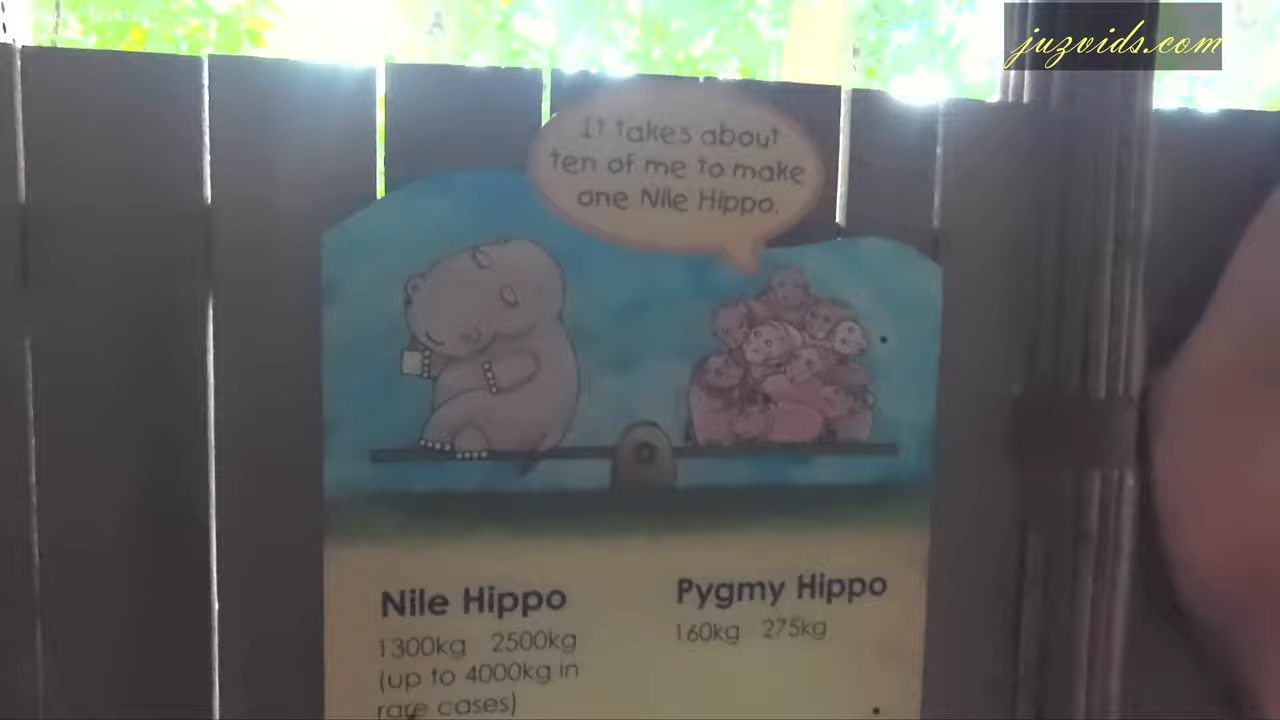 juzvids.com
It takes about
ten of me to make
one Nile Hippo.
Nile Hippo
1300kg 2500kg
(up to 4000kg in
rare cases)
Pygmy Hippo
160kg 275kg